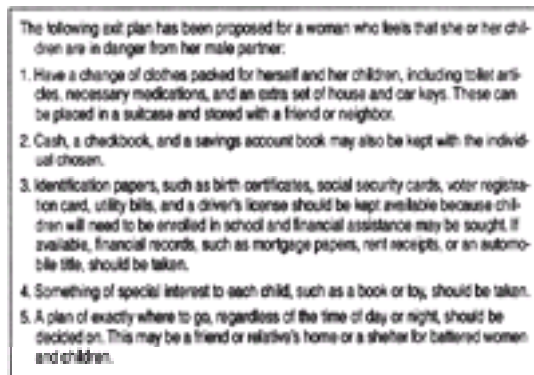 The following exit plan has been proposed for a woman who feels that she or her chil-
dren are in danger from her male partner:
1. Have a change of clothes packed for herself and her children, including toilet arti-
cles, necessary medications, and an extra set of house and car keys. These can
be placed in a suitcase and stored with a friend or neighbor.
2. Cash, a checkbook, and a savings account book may also be kept with the individ-
ual chosen.
3. Identification papers, such as birth certificates, social security cards, voter registra-
tion card, utility bills, and a driver's license should be kept available because chil-
dren will need to be enrolled in school and financial assistance may be sought. If
available, financial records, such as mortgage papers, rent receipts, or an automo-
bile title, should be taken.
4. Something of special interest to each child, such as a book or toy, should be taken.
5. A plan of exactly where to go, regardless of the time of day or night, should be
decided on. This may be a friend or relative's home or a shelter for battered women
and children.